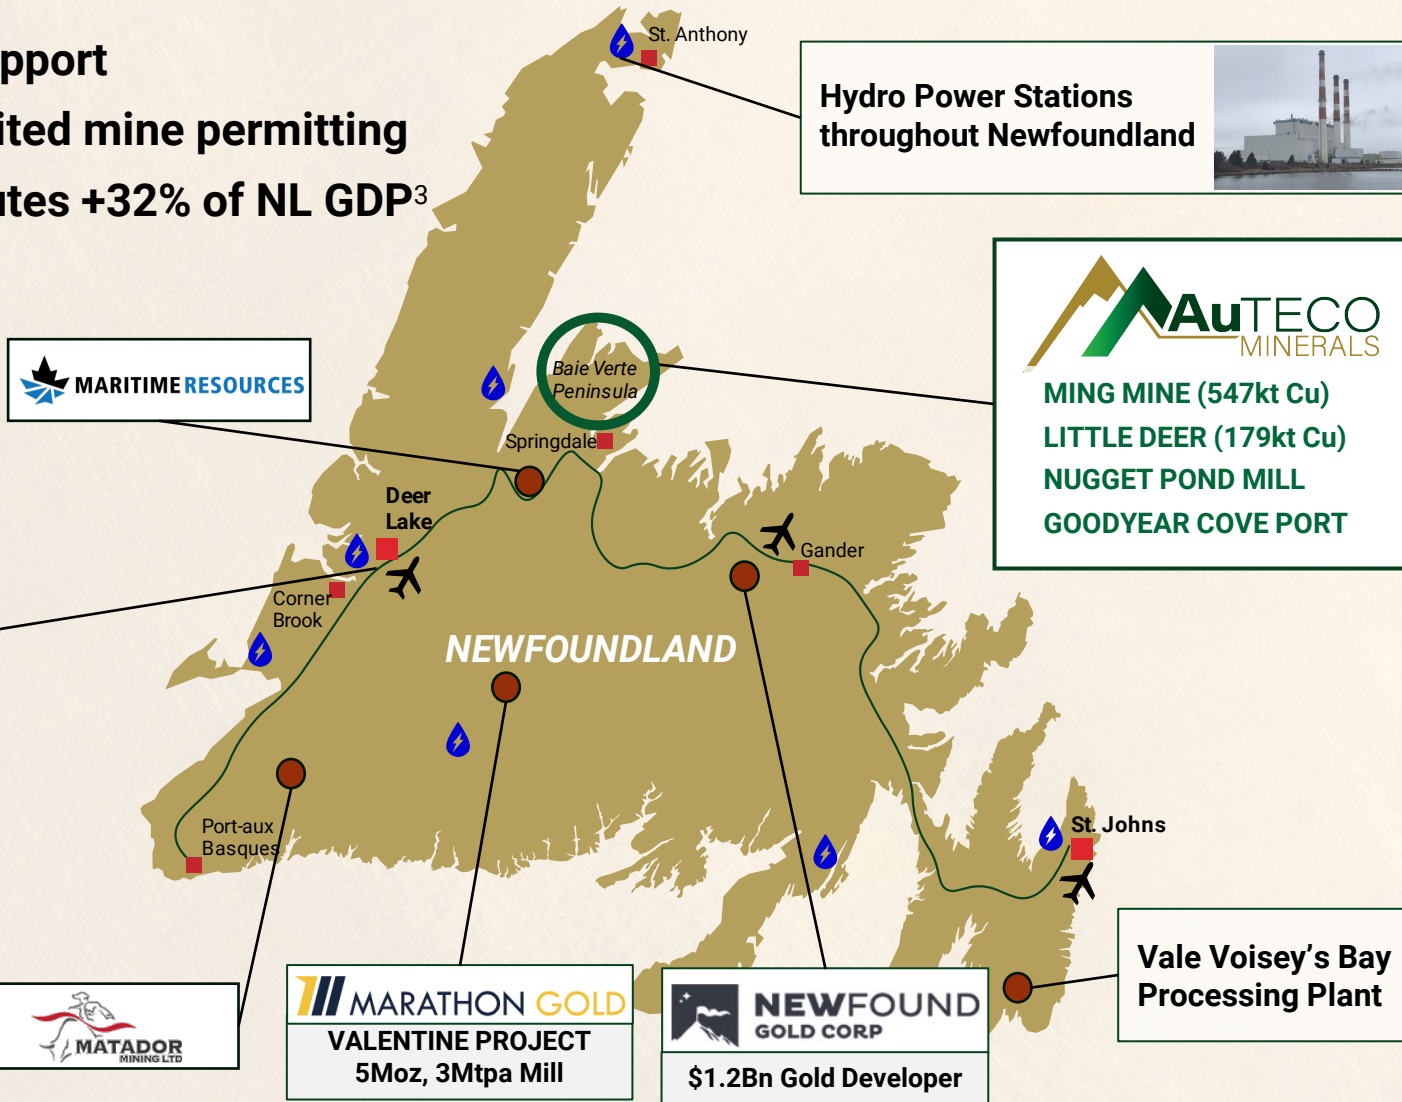 pport
ited mine permitting
utes +32% of NL GDP3
St. Anthony
Hydro Power Stations
throughout Newfoundland
MARITIME RESOURCES
Baie Verte
Peninsula
Springdale
AuTECO
MINERALS
MING MINE (547kt Cu)
LITTLE DEER (179kt Cu)
NUGGET POND MILL
GOODYEAR COVE PORT
Deer
Lake
Gander
Corner
Brook
NEWFOUNDLAND
Port-aux
Basques
St. Johns
Vale Voisey’s Bay
Processing Plant
MATADOR
MINING LTD
MARATHON GOLD
VALENTINE PROJECT
5Moz, 3Mtpa Mill
NEWFOUND
GOLD CORP
$1.2Bn Gold Developer